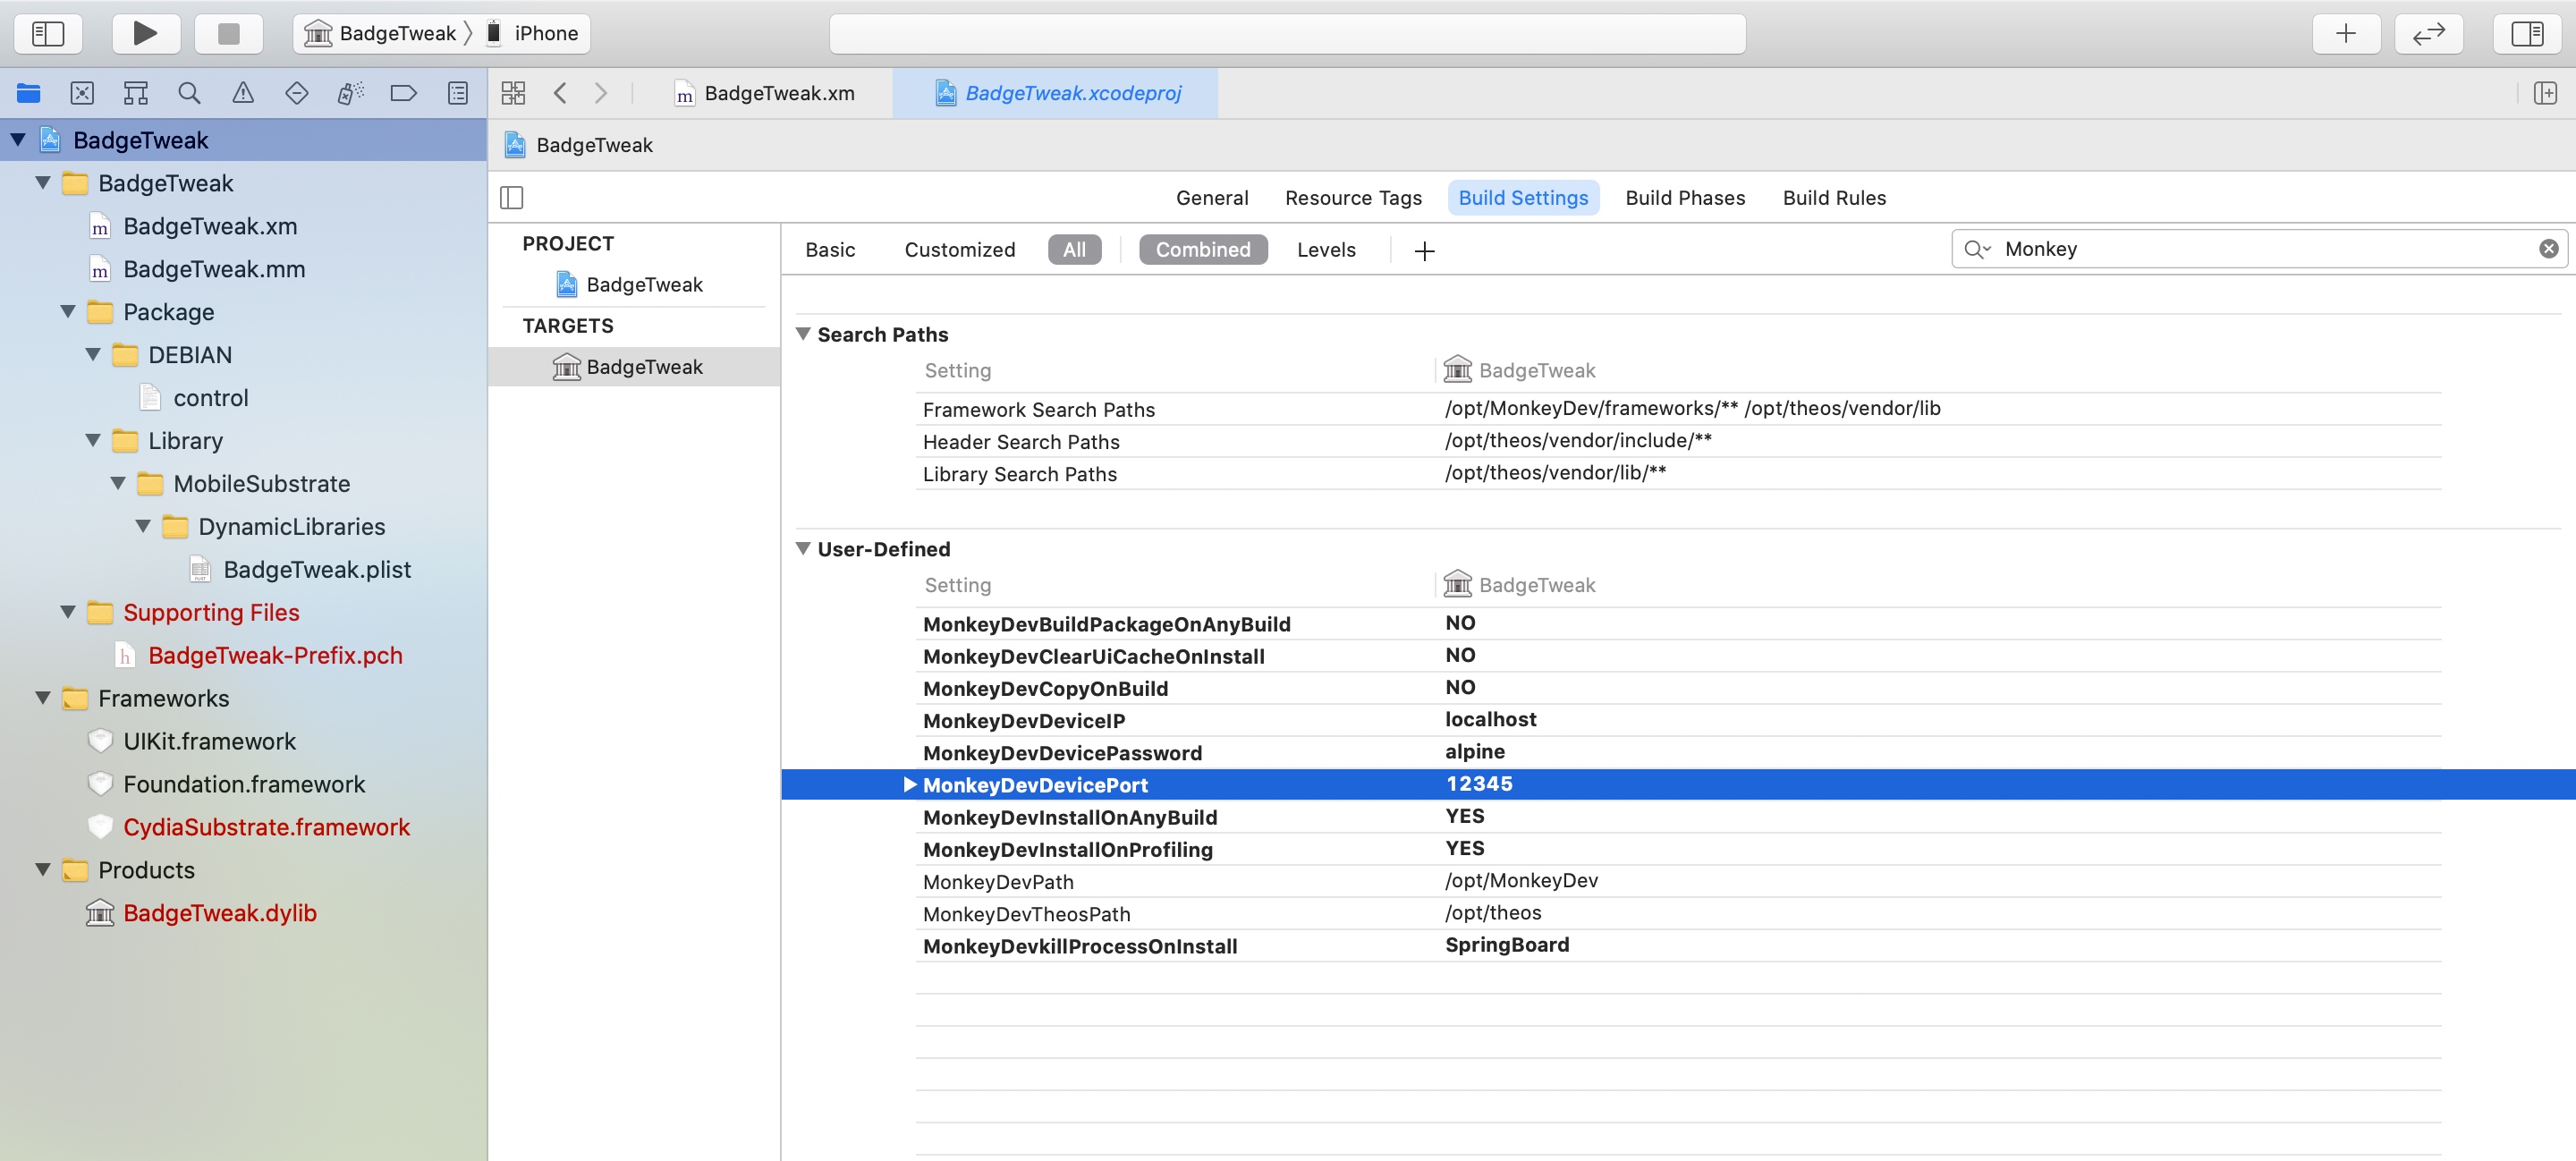 BadgeTweak iPhone
BadgeTweak.xm BadgeTweak.xcodeproj
BadgeTweak
BadgeTweak
BadgeTweak.xm
BadgeTweak.mm
Package
DEBIAN
control
Library
MobileSubstrate
DynamicLibraries
BadgeTweak.plist
Supporting Files
BadgeTweak-Prefix.pch
Frameworks
UIKit.framework
Foundation.framework
CydiaSubstrate.framework
Products
BadgeTweak.dylib
BadgeTweak
General Resource Tags Build Settings Build Phases Build Rules
PROJECT
BadgeTweak
TARGETS
BadgeTweak
Basic Customized All Combined Levels Monkey
Search Paths
Setting BadgeTweak
Framework Search Paths /opt/MonkeyDev/frameworks/** /opt/theos/vendor/lib
Header Search Paths /opt/theos/vendor/include/**
Library Search Paths /opt/theos/vendor/lib/**
User-Defined
Setting BadgeTweak
MonkeyDevBuildPackageOnAnyBuild NO
MonkeyDevClearUiCacheOnInstall NO
MonkeyDevCopyOnBuild NO
MonkeyDevDeviceIP localhost
MonkeyDevDevicePassword alpine
MonkeyDevDevicePort 12345
MonkeyDevInstallOnAnyBuild YES
MonkeyDevInstallOnProfiling YES
MonkeyDevPath /opt/MonkeyDev
MonkeyDevTheosPath /opt/theos
MonkeyDevkillProcessOnInstall SpringBoard